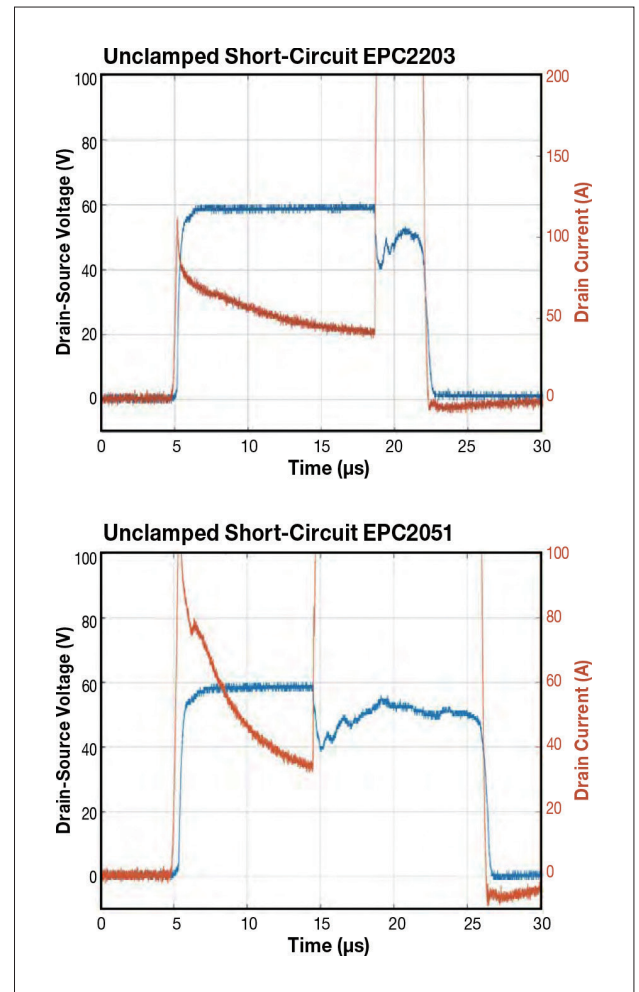 Unclamped Short-Circuit EPC2203
Drain-Source Voltage (V)
100
80
60
40
20
0
200
150
100
50
0
Drain Current (A)
0 5 10 15 20 25 30
Time (µs)
Unclamped Short-Circuit EPC2051
Drain-Source Voltage (V)
100
80
60
40
20
0
100
80
60
40
20
0
Drain Current (A)
0 5 10 15 20 25 30
Time (µs)